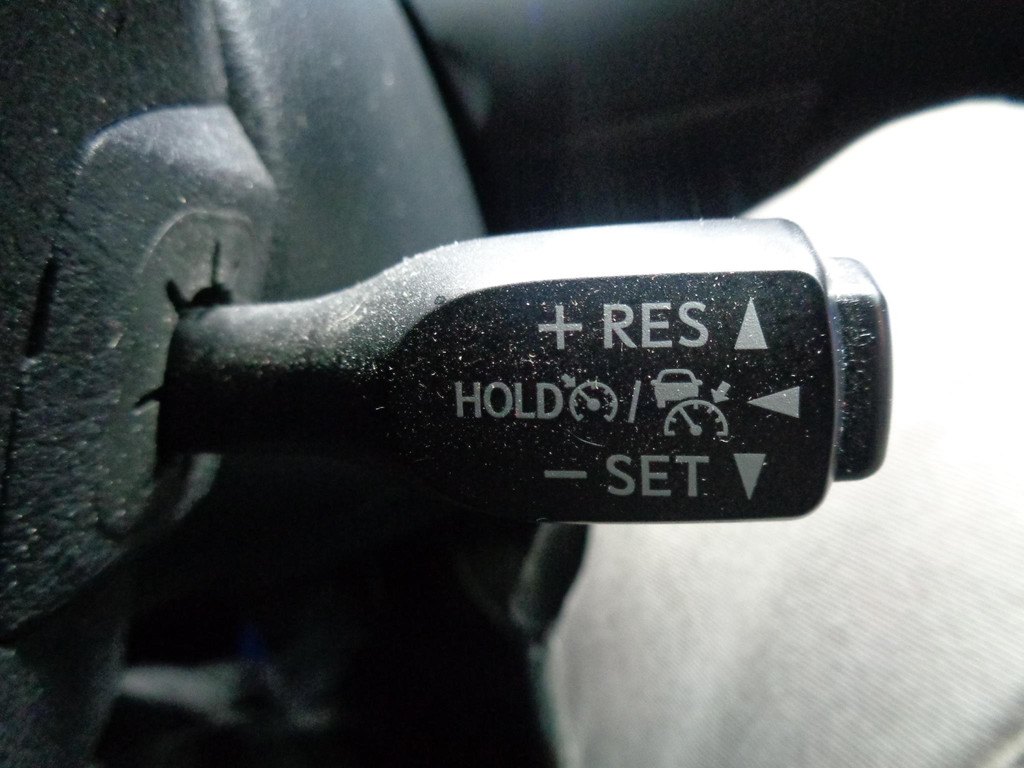 + RES
HOLD /
- SET